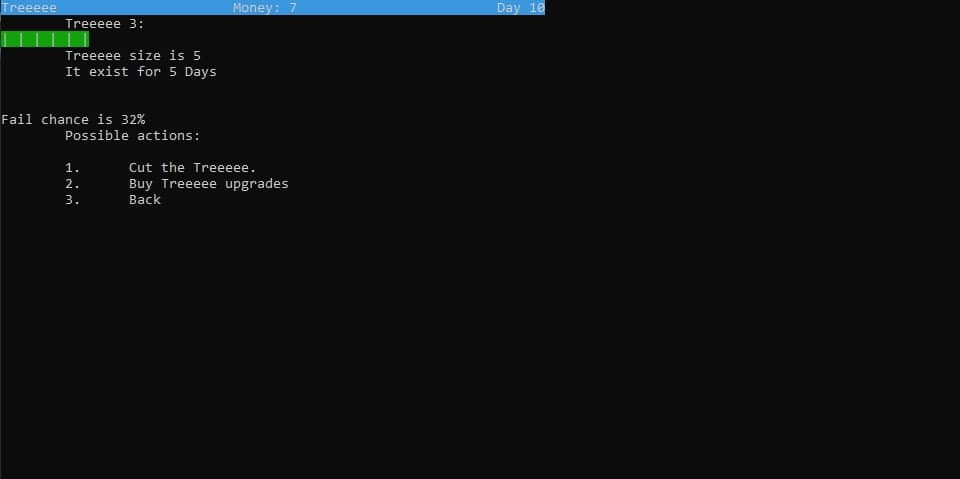 Treeeee Money: 7 Day 10
Treeeee 3:
| | | | | |
Treeeee size is 5
It exist for 5 Days
Fail chance is 32%
Possible actions:
1. Cut the Treeeee.
2. Buy Treeeee upgrades
3. Back